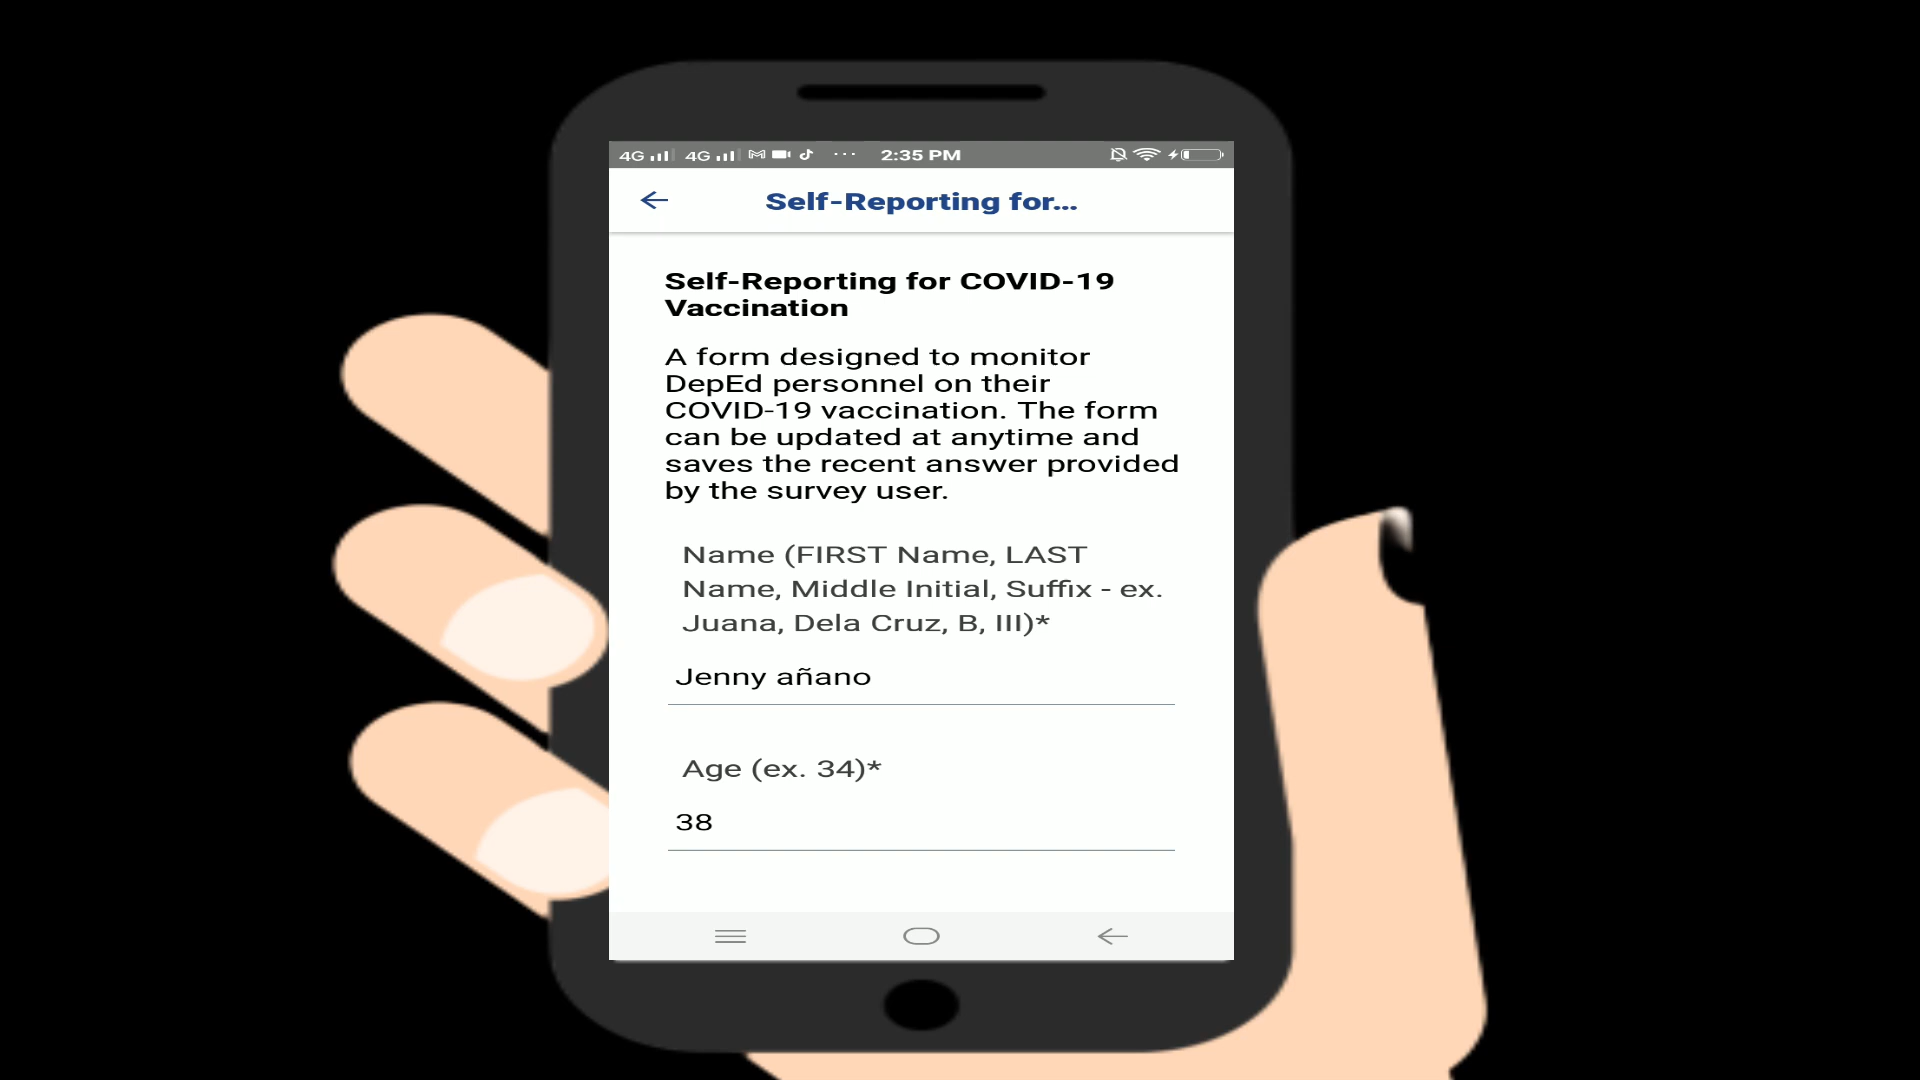 4G 4G 2:35 PM
Self-Reporting for...
Self-Reporting for COVID-19
Vaccination
A form designed to monitor
DepEd personnel on their
COVID-19 vaccination. The form
can be updated at anytime and
saves the recent answer provided
by the survey user.
Name (FIRST Name, LAST
Name, Middle Initial, Suffix - ex.
Juana, Dela Cruz, B, III)*
Jenny añano
Age (ex. 34)*
38